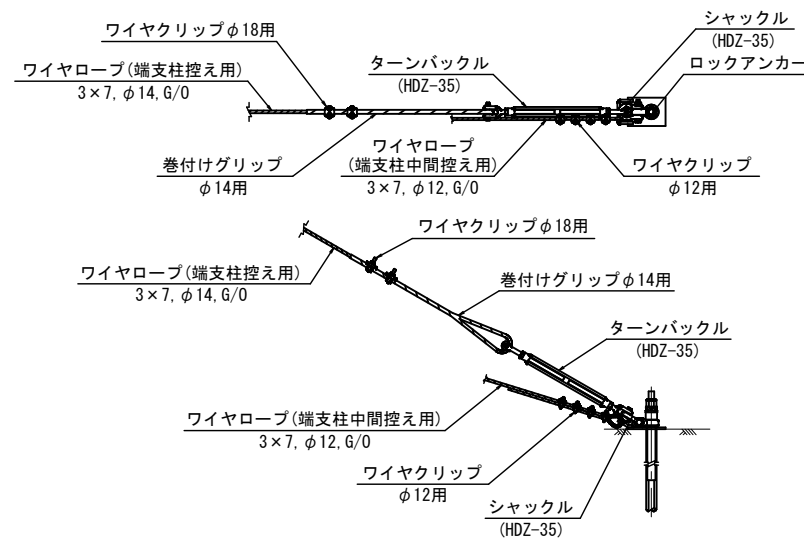 ワイヤクリップφ18用
シャックル
(HDZ-35)
ワイヤロープ(端支柱控え用)
3×7, φ14, G/O
ターンバックル
(HDZ-35)
ロックアンカー
巻付けグリップ
φ14用
ワイヤロープ
(端支柱中間控え用)
3×7, φ12, G/O
ワイヤクリップ
φ12用
ワイヤクリップφ18用
ワイヤロープ(端支柱控え用)
3×7, φ14, G/O
巻付けグリップφ14用
ターンバックル
(HDZ-35)
ワイヤロープ(端支柱中間控え用)
3×7, φ12, G/O
ワイヤクリップ
φ12用
シャックル
(HDZ-35)